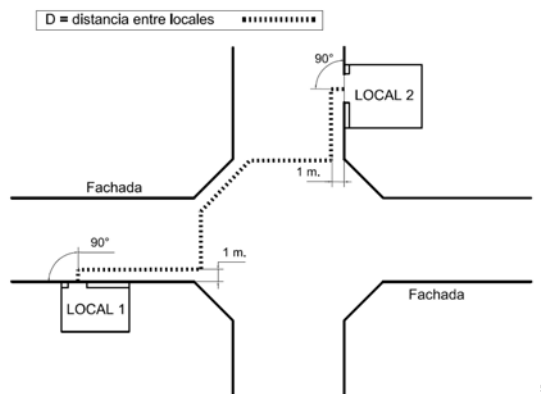 D = distancia entre locales
90°
LOCAL 2
1 m.
Fachada
90°
1 m.
LOCAL 1
Fachada